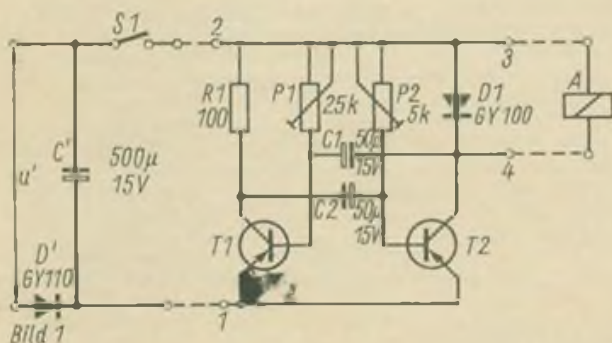 S1
2
3
R1
100
P1
25k
P2
5k
D1
GY100
A
C'
500µ
15V
u'
C1
50µ
15V
4
C2
50µ
15V
T1
T2
D'
GY110
1
Bild 1